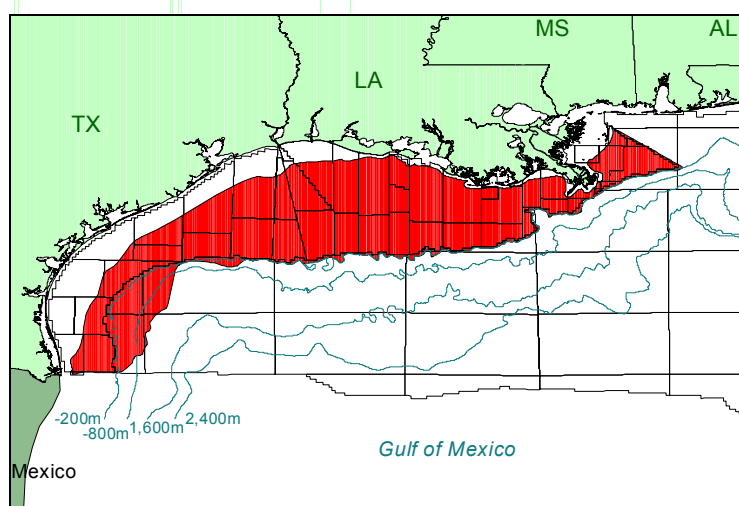 MS
AL
LA
TX
-200m
-800m
1,600m
2,400m
Gulf of Mexico
Mexico